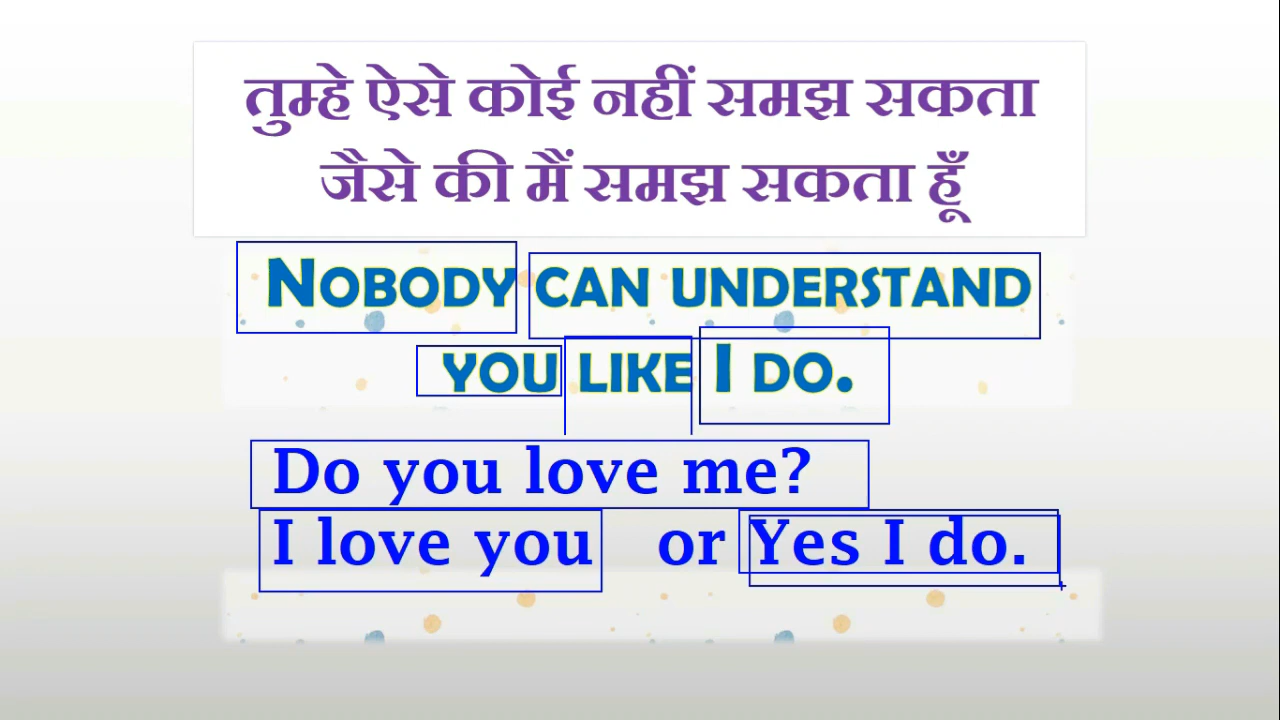 तुम्हे ऐसे कोई नहीं समझ सकता
जैसे की मैं समझ सकता हूँ
NOBODY CAN UNDERSTAND
YOU LIKE I DO.
Do you love me?
I love you or Yes I do.